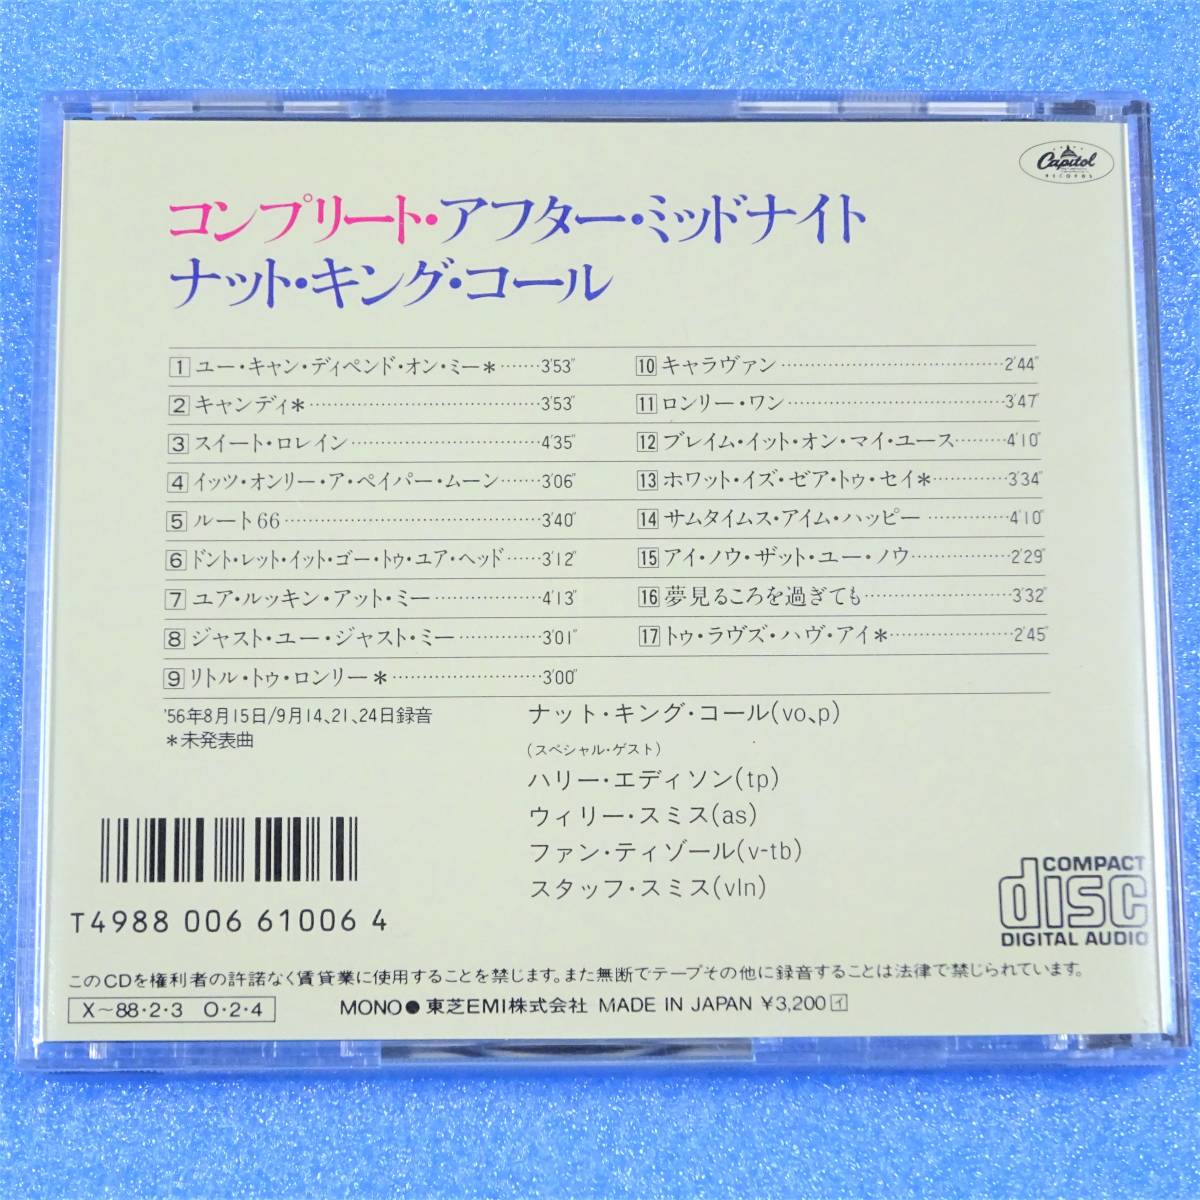 Capitol
RECORDS
コンプリート・アフター・ミッドナイト
ナット・キング・コール
1 ユー・キャン・ディペンド・オン・ミー＊……3'53"
2 キャンディ＊……3'53"
3 スイート・ロレイン……4'35"
4 イッツ・オンリー・ア・ペイパー・ムーン……3'06"
5 ルート66……3'40"
6 ドント・レット・イット・ゴー・トゥ・ユア・ヘッド……3'12"
7 ユア・ルッキン・アット・ミー……4'13"
8 ジャスト・ユー・ジャスト・ミー……3'01"
9 リトル・トゥ・ロンリー＊……3'00"
10 キャラヴァン……2'44"
11 ロンリー・ワン……3'47"
12 ブレイム・イット・オン・マイ・ユース……4'10"
13 ホワット・イズ・ゼア・トゥ・セイ＊……3'34"
14 サムタイムス・アイム・ハッピー……4'10"
15 アイ・ノウ・ザット・ユー・ノウ……2'29"
16 夢見るころを過ぎても……3'32"
17 トゥ・ラヴズ・ハヴ・アイ＊……2'45"
'56年8月15日/9月14、21、24日録音
＊未発表曲
ナット・キング・コール(vo、p)
(スペシャル・ゲスト)
ハリー・エディソン(tp)
ウィリー・スミス(as)
ファン・ティゾール(v-tb)
スタッフ・スミス(vln)
T4988 006 61006 4
COMPACT
disc
DIGITAL AUDIO
このCDを権利者の許諾なく賃貸業に使用することを禁じます。また無断でテープその他に録音することは法律で禁じられています。
X〜88・2・3 O・2・4
MONO●東芝EMI株式会社 MADE IN JAPAN ¥3,200イ